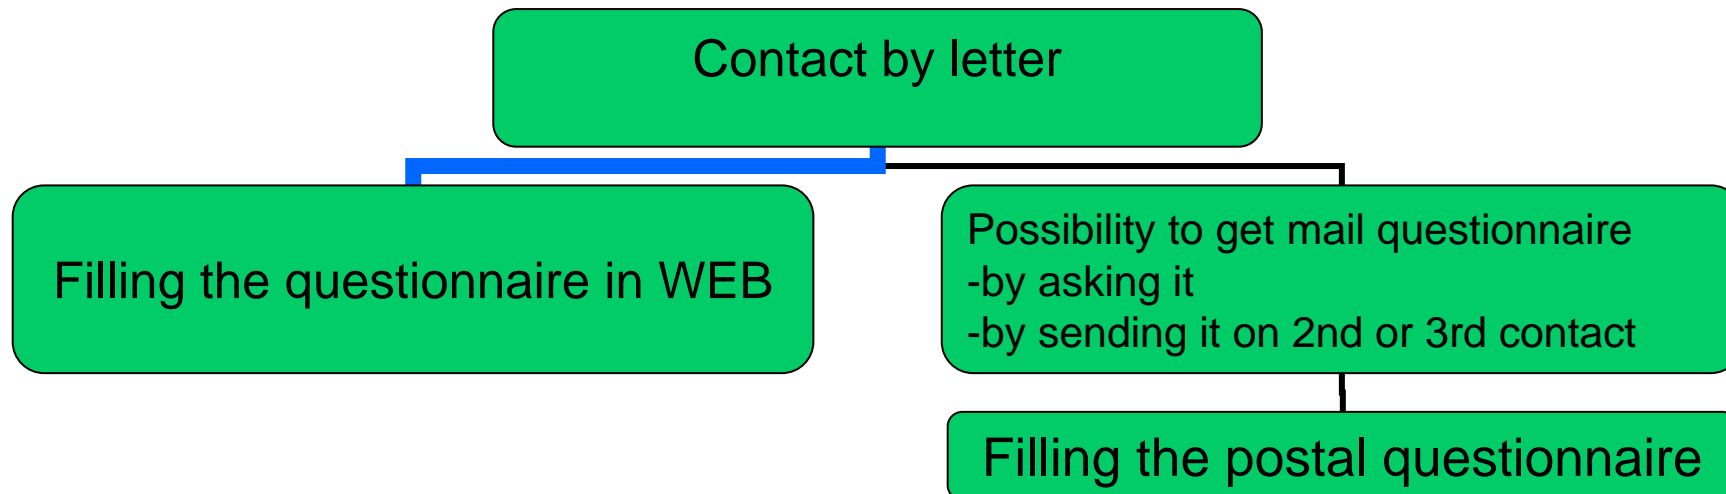 Contact by letter
Filling the questionnaire in WEB
Possibility to get mail questionnaire
-by asking it
-by sending it on 2nd or 3rd contact
Filling the postal questionnaire